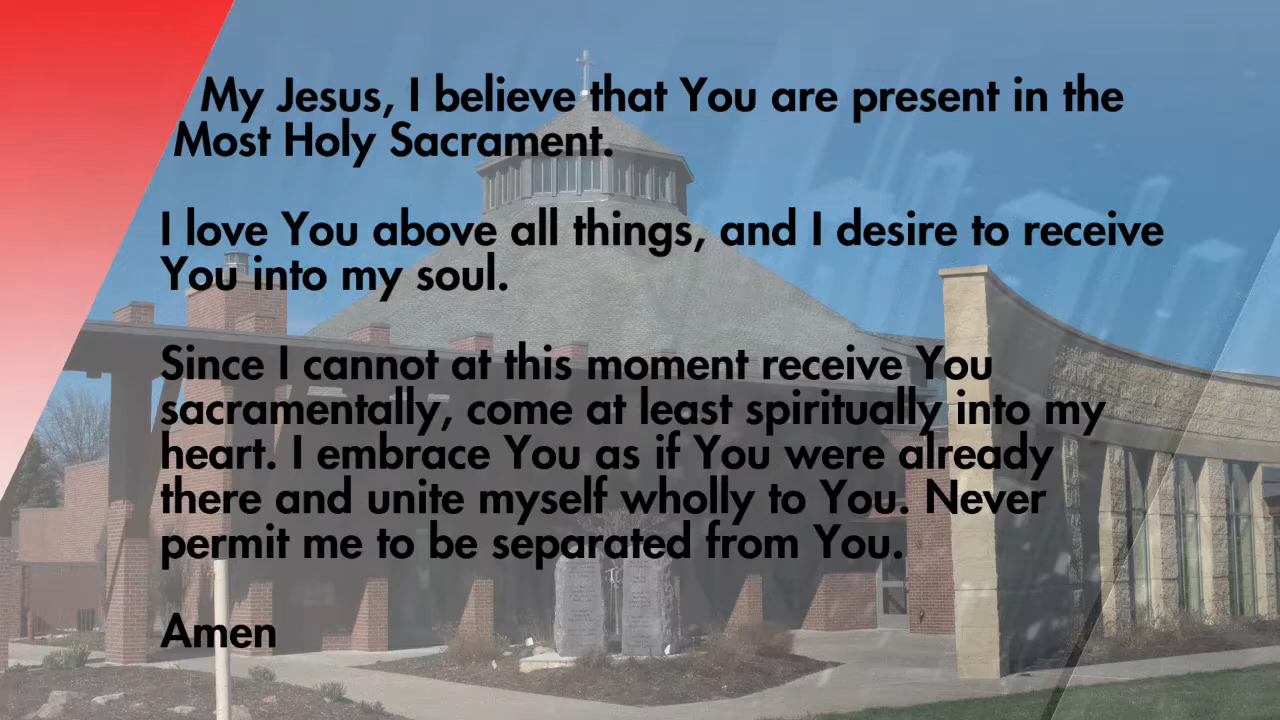 My Jesus, I believe that You are present in the
Most Holy Sacrament.
I love You above all things, and I desire to receive
You into my soul.
Since I cannot at this moment receive You
sacramentally, come at least spiritually into my
heart. I embrace You as if You were already
there and unite myself wholly to You. Never
permit me to be separated from You.
Amen